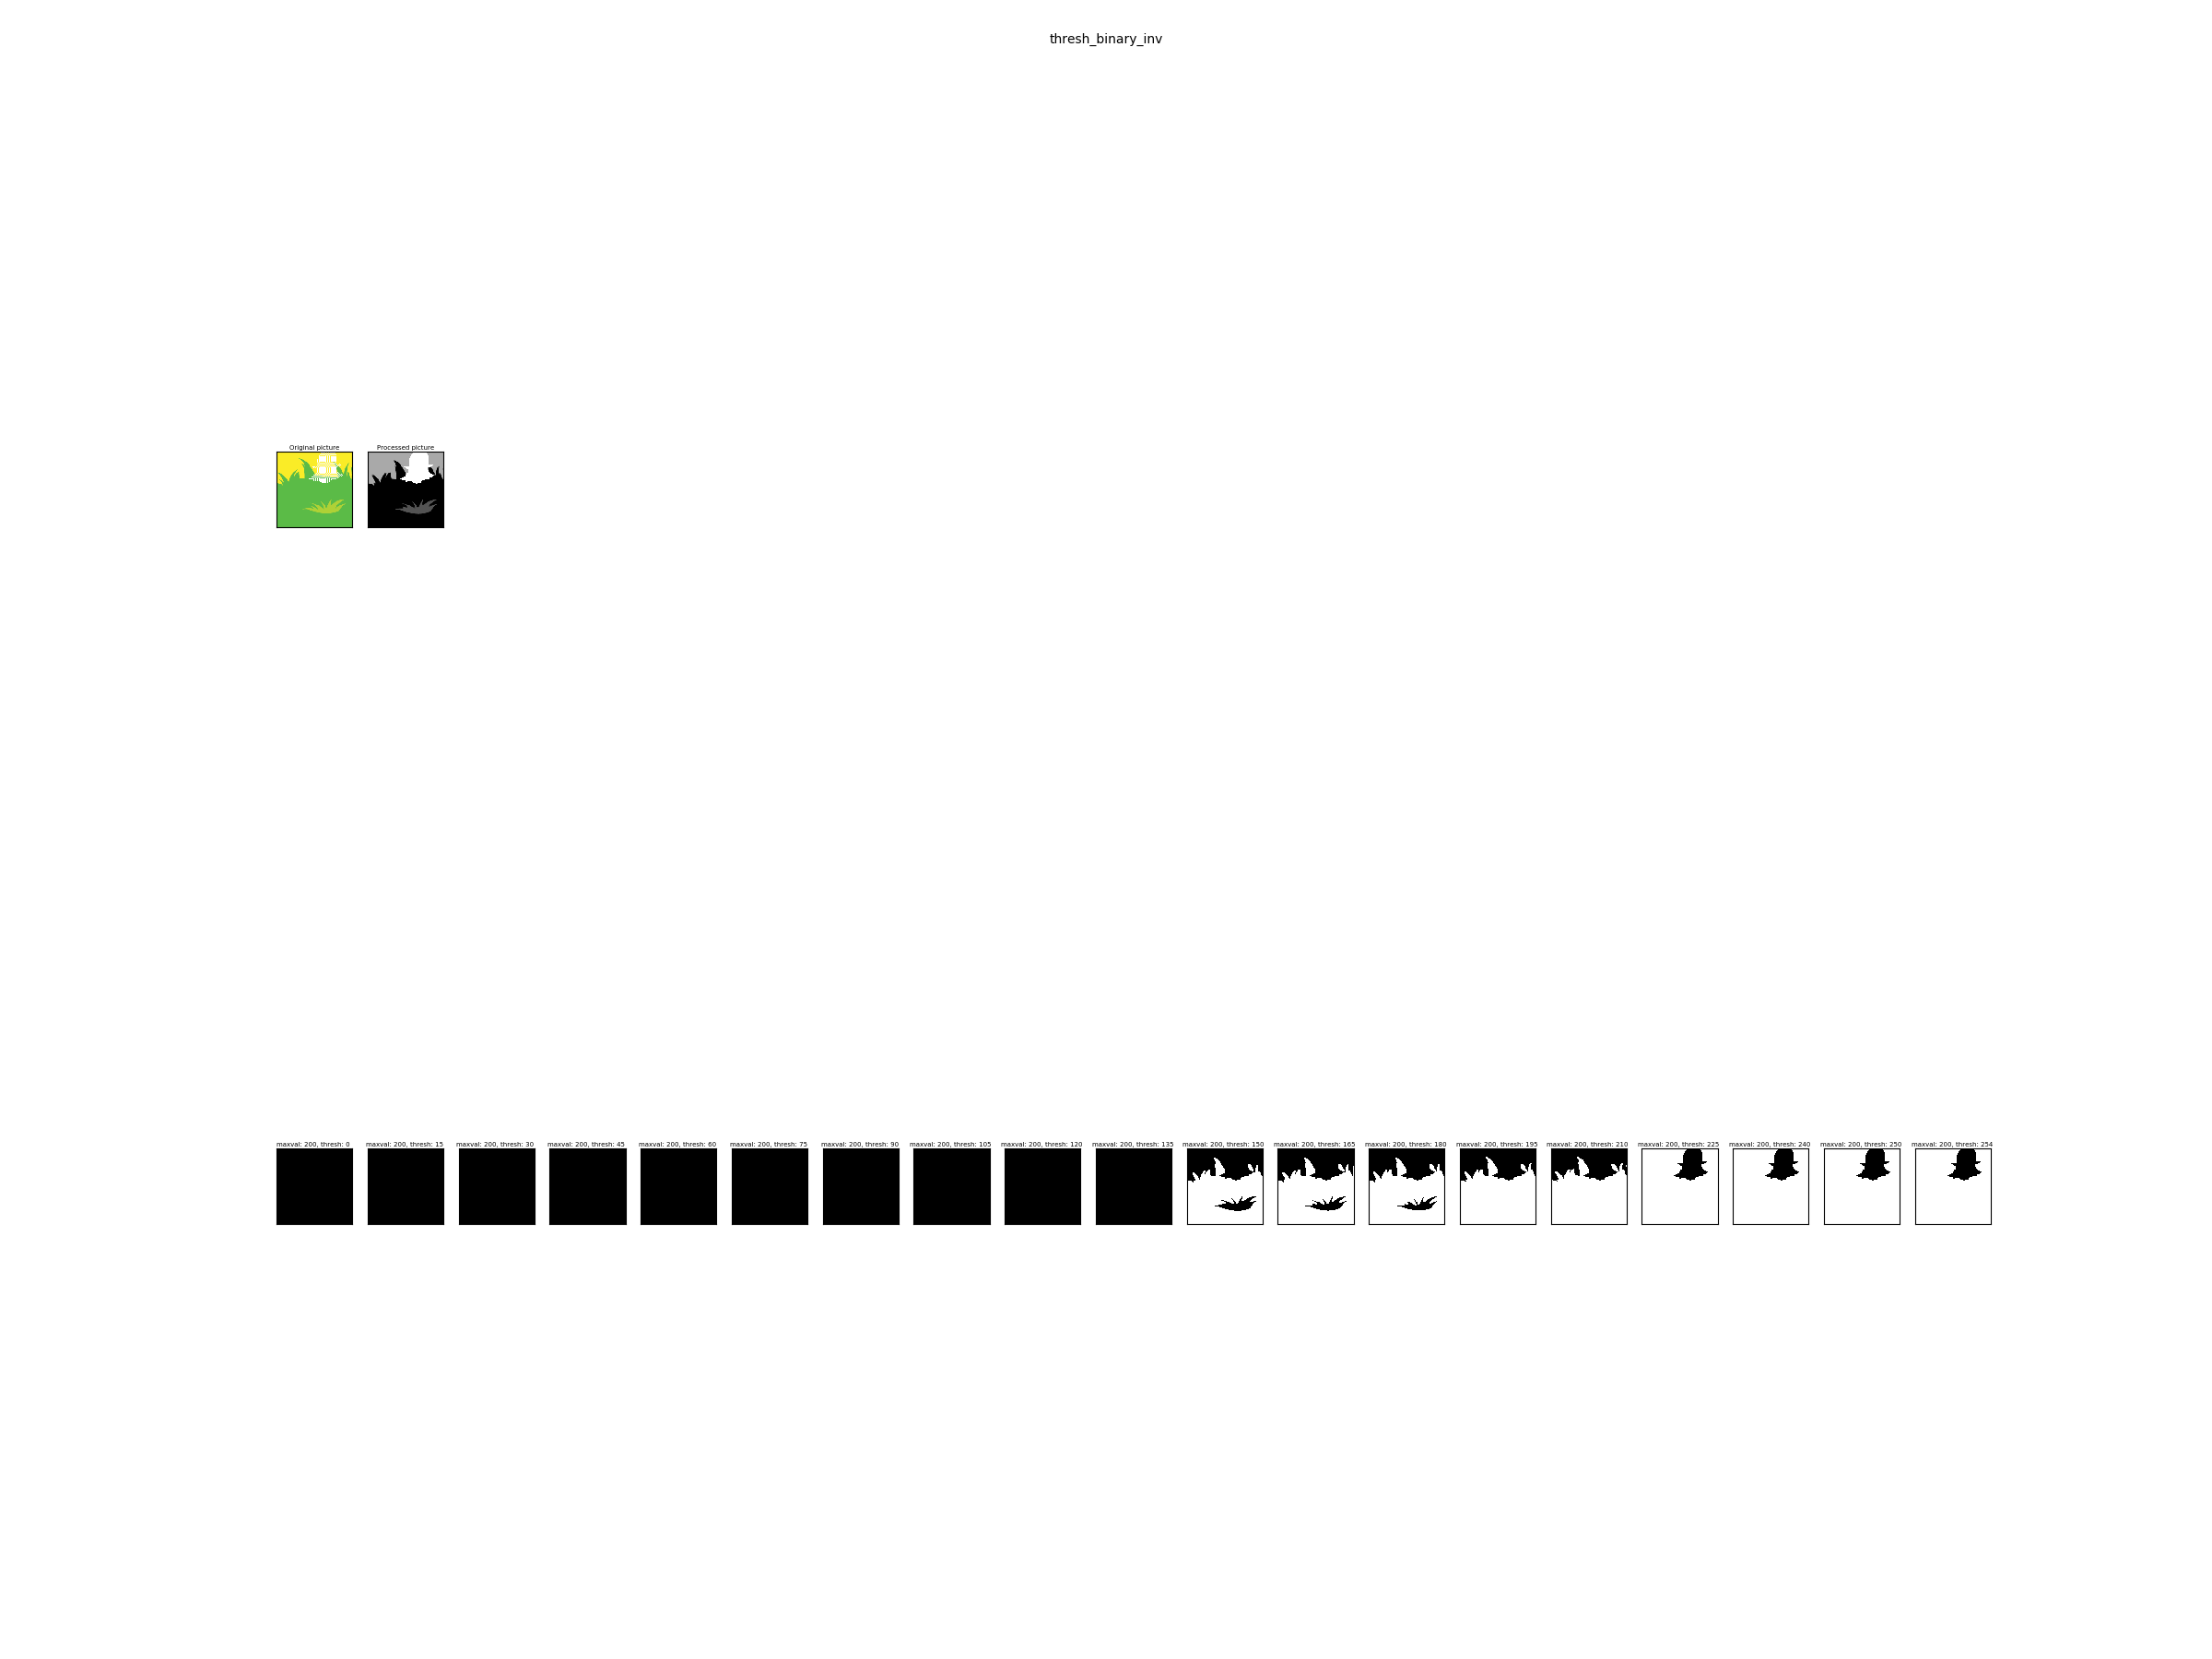 thresh_binary_inv
Original picture
Processed picture
maxval: 200, thresh: 0
maxval: 200, thresh: 15
maxval: 200, thresh: 30
maxval: 200, thresh: 45
maxval: 200, thresh: 60
maxval: 200, thresh: 75
maxval: 200, thresh: 90
maxval: 200, thresh: 105
maxval: 200, thresh: 120
maxval: 200, thresh: 135
maxval: 200, thresh: 150
maxval: 200, thresh: 165
maxval: 200, thresh: 180
maxval: 200, thresh: 195
maxval: 200, thresh: 210
maxval: 200, thresh: 225
maxval: 200, thresh: 240
maxval: 200, thresh: 250
maxval: 200, thresh: 254